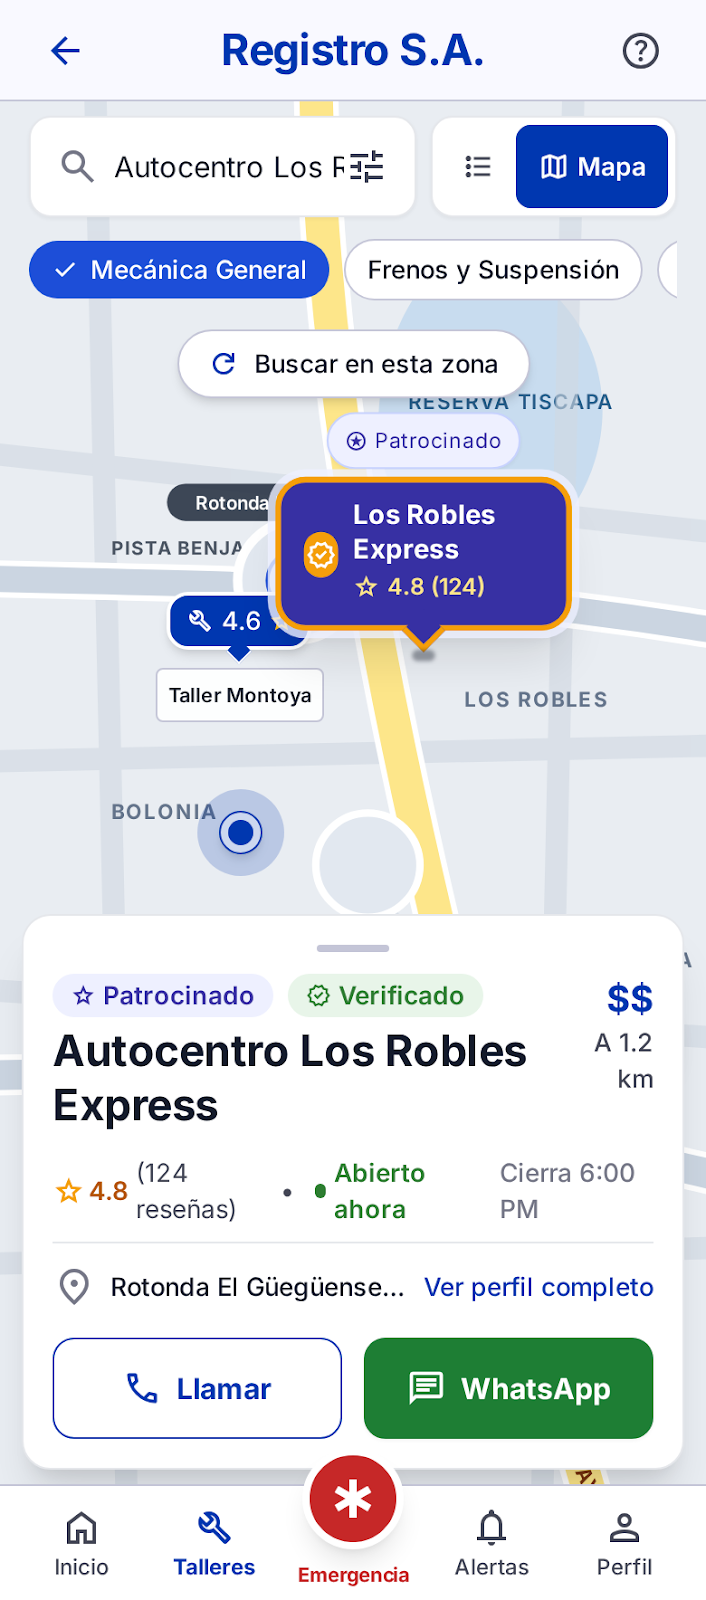 Registro S.A.
Autocentro Los R
Mapa
Mecánica General
Frenos y Suspensión
Buscar en esta zona
RESERVA TISCAPA
Patrocinado
Rotonda
Los Robles
Express
4.8 (124)
PISTA BENJA
4.6
Taller Montoya
LOS ROBLES
BOLONIA
Patrocinado
Verificado
$$
Autocentro Los Robles
Express
A 1.2
km
4.8
(124
reseñas)
•
Abierto
ahora
Cierra 6:00
PM
Rotonda El Güegüense...
Ver perfil completo
Llamar
WhatsApp
Inicio
Talleres
Emergencia
Alertas
Perfil